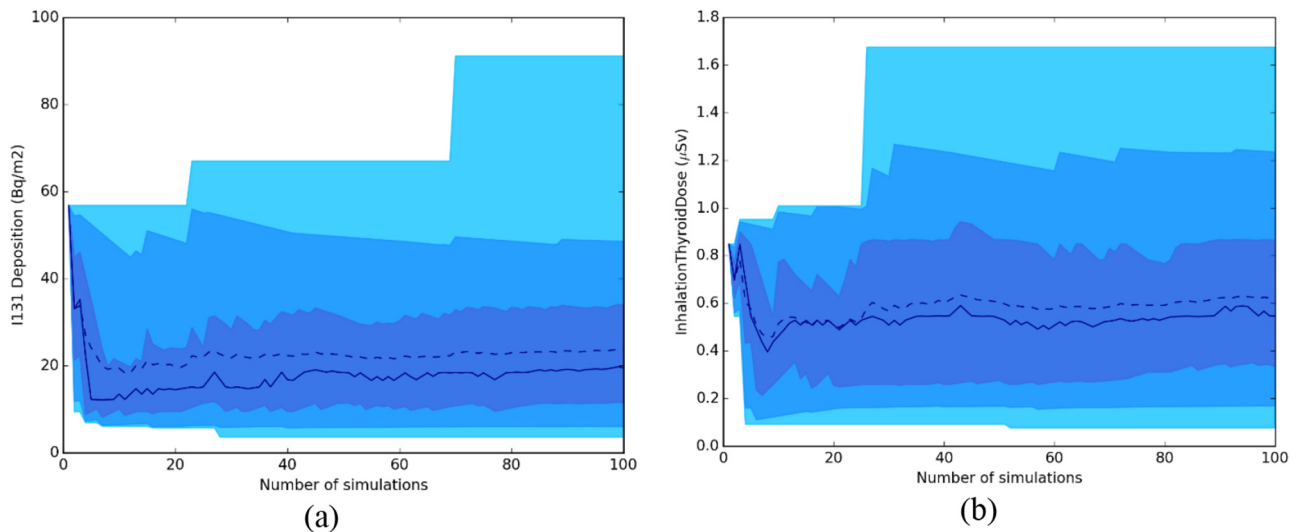 100
80
60
40
20
0
I131 Deposition (Bq/m2)
0 20 40 60 80 100
Number of simulations
(a)
1.8
1.6
1.4
1.2
1.0
0.8
0.6
0.4
0.2
0.0
InhalationThyroidDose (μSv)
0 20 40 60 80 100
Number of simulations
(b)